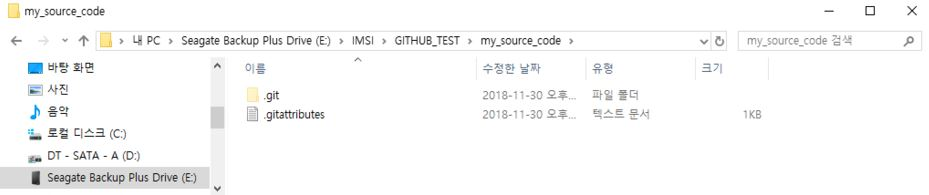 my_source_code
내 PC > Seagate Backup Plus Drive (E:) > IMSI > GITHUB_TEST > my_source_code >
my_source_code 검색
바탕 화면
사진
음악
로컬 디스크 (C:)
DT - SATA - A (D:)
Seagate Backup Plus Drive (E:)
이름 수정한 날짜 유형 크기
.git 2018-11-30 오후... 파일 폴더
.gitattributes 2018-11-30 오후... 텍스트 문서 1KB